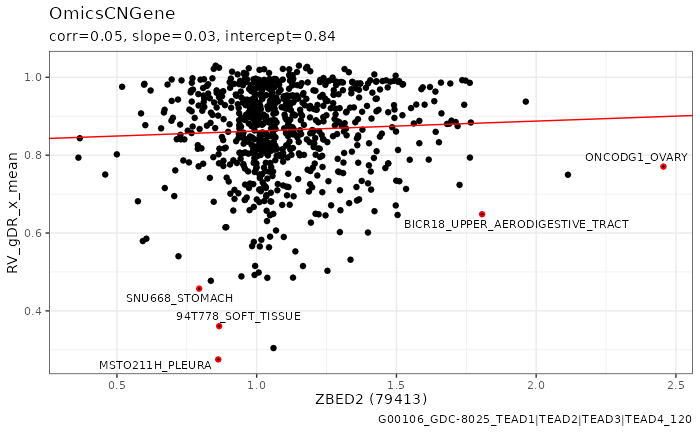 OmicsCNGene
corr=0.05, slope=0.03, intercept=0.84
RV_gDR_x_mean
1.0
0.8
0.6
0.4
ONCODG1_OVARY
BICR18_UPPER_AERODIGESTIVE_TRACT
SNU668_STOMACH
94T778_SOFT_TISSUE
MSTO211H_PLEURA
0.5
1.0
1.5
2.0
2.5
ZBED2 (79413)
G00106_GDC-8025_TEAD1|TEAD2|TEAD3|TEAD4_120